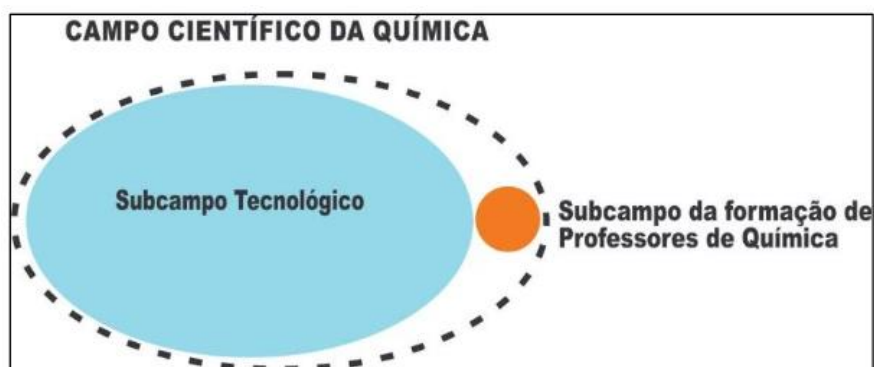 CAMPO CIENTÍFICO DA QUÍMICA
Subcampo Tecnológico
Subcampo da formação de
Professores de Química